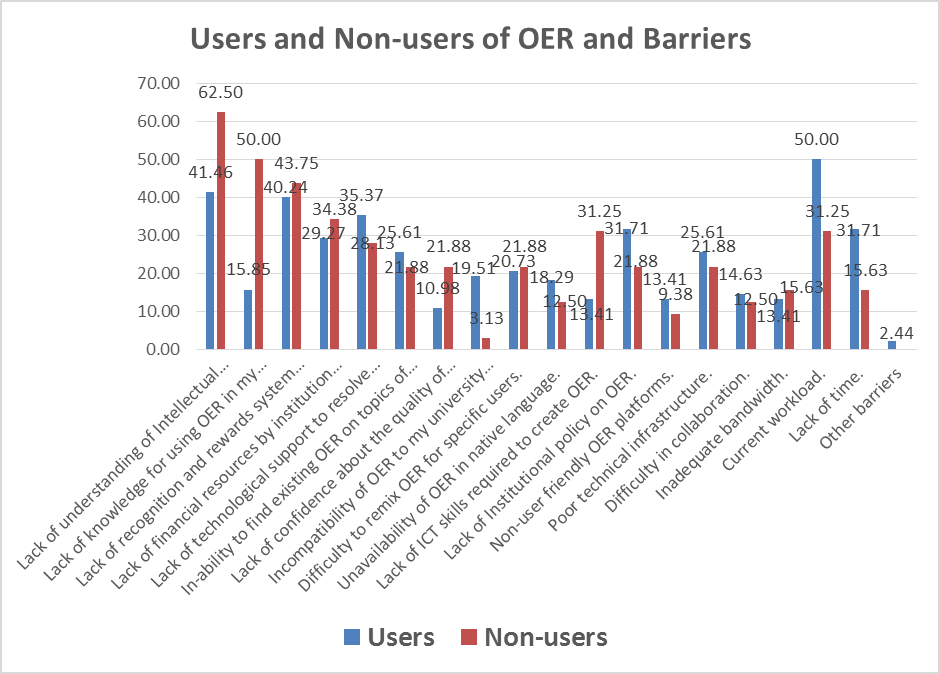 Users and Non-users of OER and Barriers
70.00
60.00
50.00
40.00
30.00
20.00
10.00
0.00
62.50
41.46
50.00
15.85
43.75
40.24
34.38
29.27
35.37
28.13
25.61
21.88
21.88
10.98
19.51
3.13
21.88
20.73
18.29
12.50
31.25
13.41
31.71
21.88
13.41
9.38
25.61
21.88
14.63
12.50
15.63
13.41
50.00
31.25
31.71
15.63
2.44
Lack of understanding of Intellectual...
Lack of knowledge for using OER in my...
Lack of recognition and rewards system...
Lack of financial resources by institution...
Lack of technological support to resolve...
In-ability to find existing OER on topics of...
Lack of confidence about the quality of...
Incompatibility of OER to my university...
Difficulty to remix OER for specific users.
Unavailability of OER in native language.
Lack of ICT skills required to create OER.
Lack of Institutional policy on OER.
Non-user friendly OER platforms.
Poor technical infrastructure.
Difficulty in collaboration.
Inadequate bandwidth.
Current workload.
Lack of time.
Other barriers
Users
Non-users